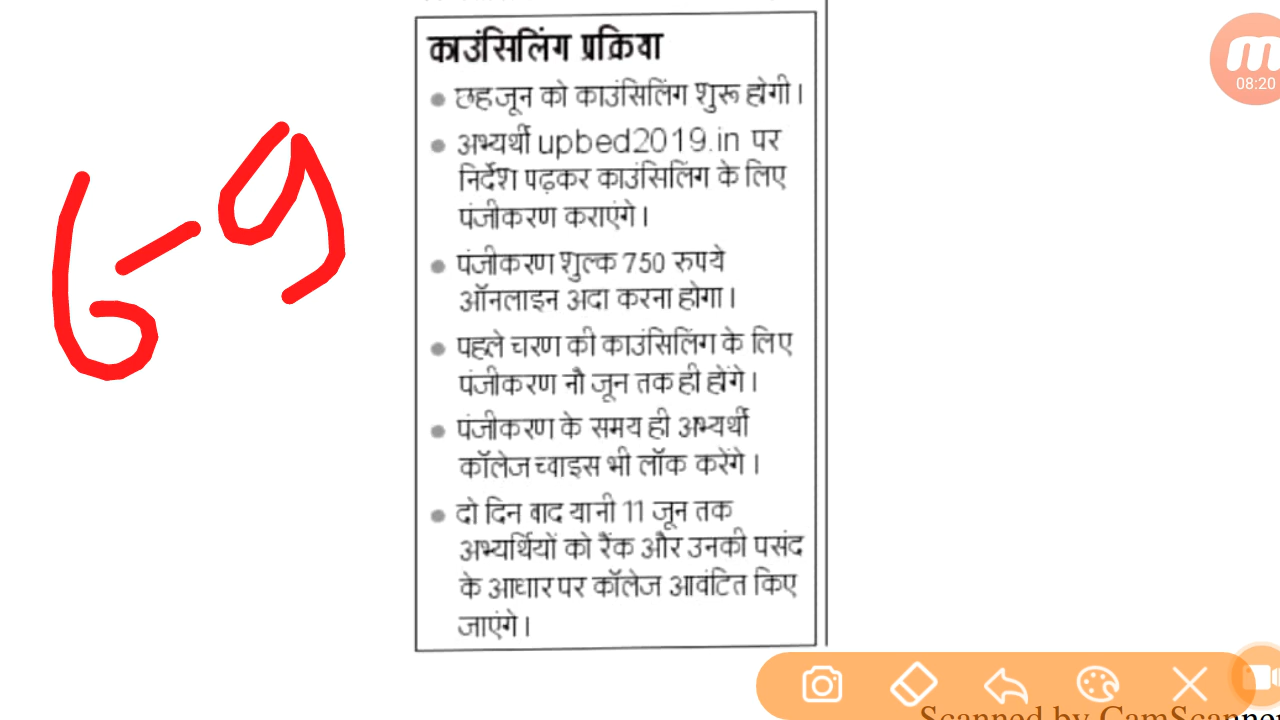 काउंसिलिंग प्रक्रिया
छह जून को काउंसिलिंग शुरू होगी।
अभ्यर्थी upbed2019.in पर
निर्देश पढ़कर काउंसिलिंग के लिए
पंजीकरण कराएंगे।
पंजीकरण शुल्क 750 रुपये
ऑनलाइन अदा करना होगा।
पहले चरण की काउंसिलिंग के लिए
पंजीकरण नौ जून तक ही होंगे।
पंजीकरण के समय ही अभ्यर्थी
कॉलेज च्वाइस भी लॉक करेंगे।
दो दिन बाद यानी 11 जून तक
अभ्यर्थियों को रैंक और उनकी पसंद
के आधार पर कॉलेज आवंटित किए
जाएंगे।
6-9
08:20
Scanned by CamScanner